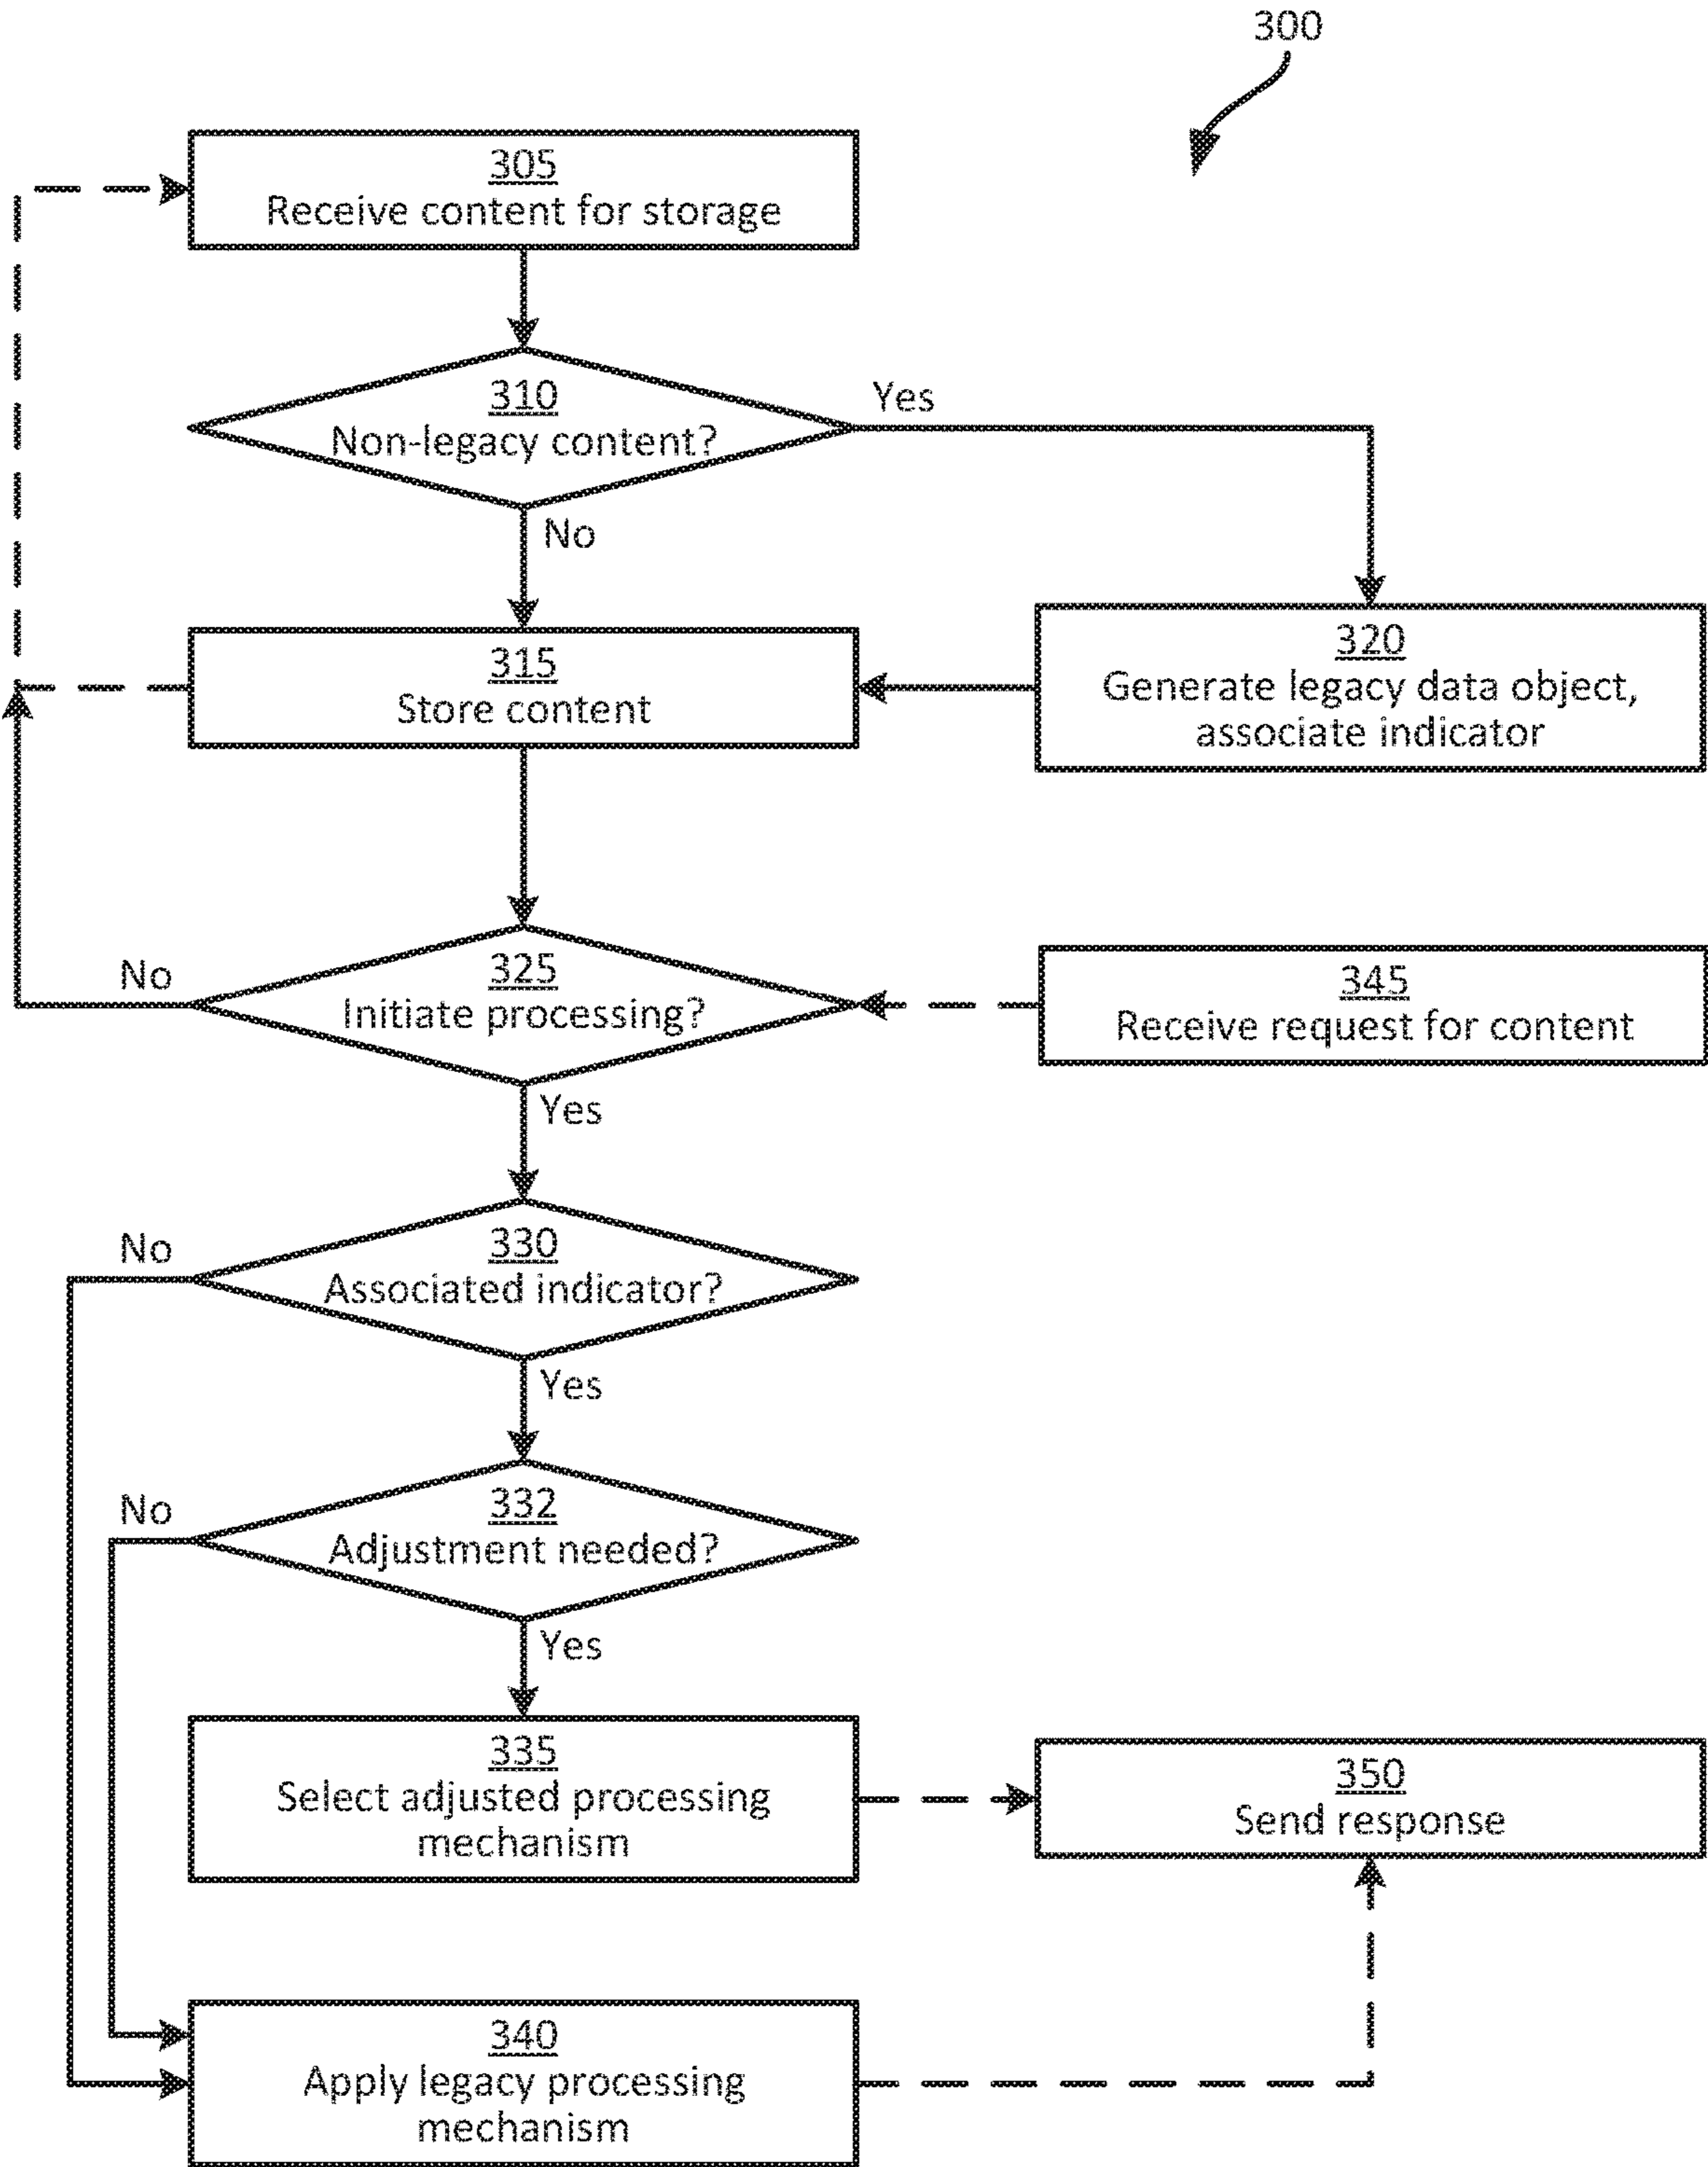 300
305
Receive content for storage
310
Non-legacy content?
Yes
No
315
Store content
320
Generate legacy data object,
associate indicator
No
325
Initiate processing?
345
Receive request for content
Yes
No
330
Associated indicator?
Yes
No
332
Adjustment needed?
Yes
335
Select adjusted processing
mechanism
350
Send response
340
Apply legacy processing
mechanism